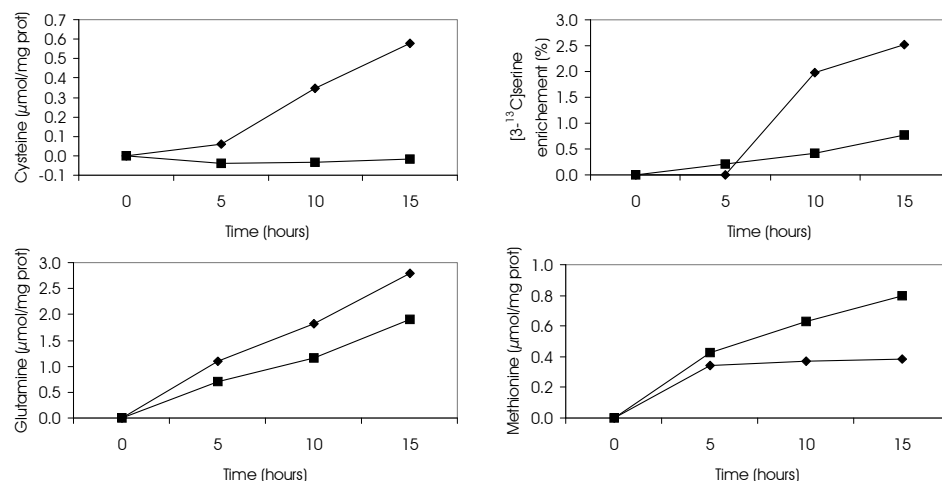 Cysteine (µmol/mg prot)
0.7
0.6
0.5
0.4
0.3
0.2
0.1
0.0
-0.1
0 5 10 15
Time (hours)
[3-¹³C]serine
enrichement (%)
3.0
2.5
2.0
1.5
1.0
0.5
0.0
0 5 10 15
Time (hours)
Glutamine (µmol/mg prot)
3.0
2.5
2.0
1.5
1.0
0.5
0.0
0 5 10 15
Time (hours)
Methionine (µmol/mg prot)
1.0
0.8
0.6
0.4
0.2
0.0
0 5 10 15
Time (hours)